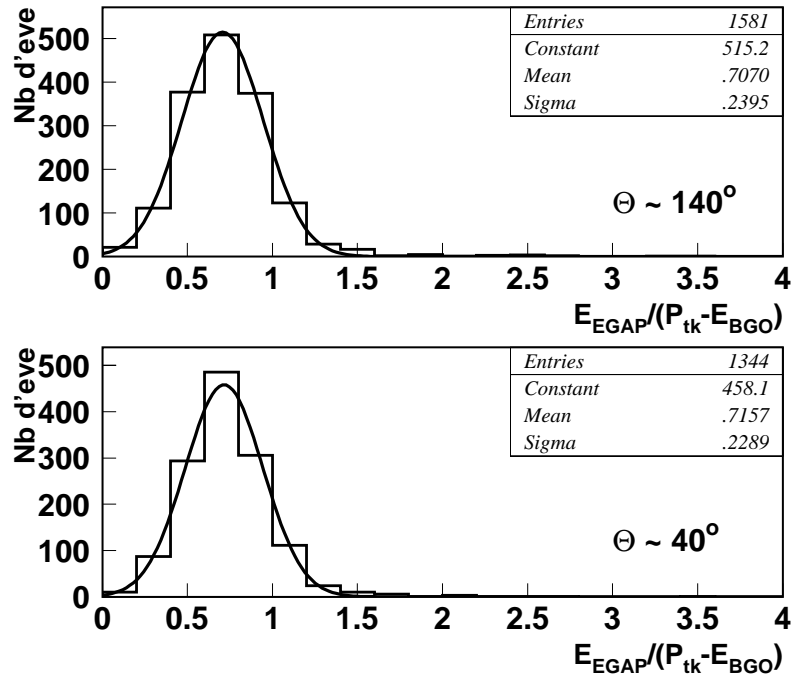 Nb d'eve
500
400
300
200
100
0
Entries 1581
Constant 515.2
Mean .7070
Sigma .2395
Θ ~ 140°
0 0.5 1 1.5 2 2.5 3 3.5 4
E_EGAP/(P_tk-E_BGO)
Nb d'eve
500
400
300
200
100
0
Entries 1344
Constant 458.1
Mean .7157
Sigma .2289
Θ ~ 40°
0 0.5 1 1.5 2 2.5 3 3.5 4
E_EGAP/(P_tk-E_BGO)